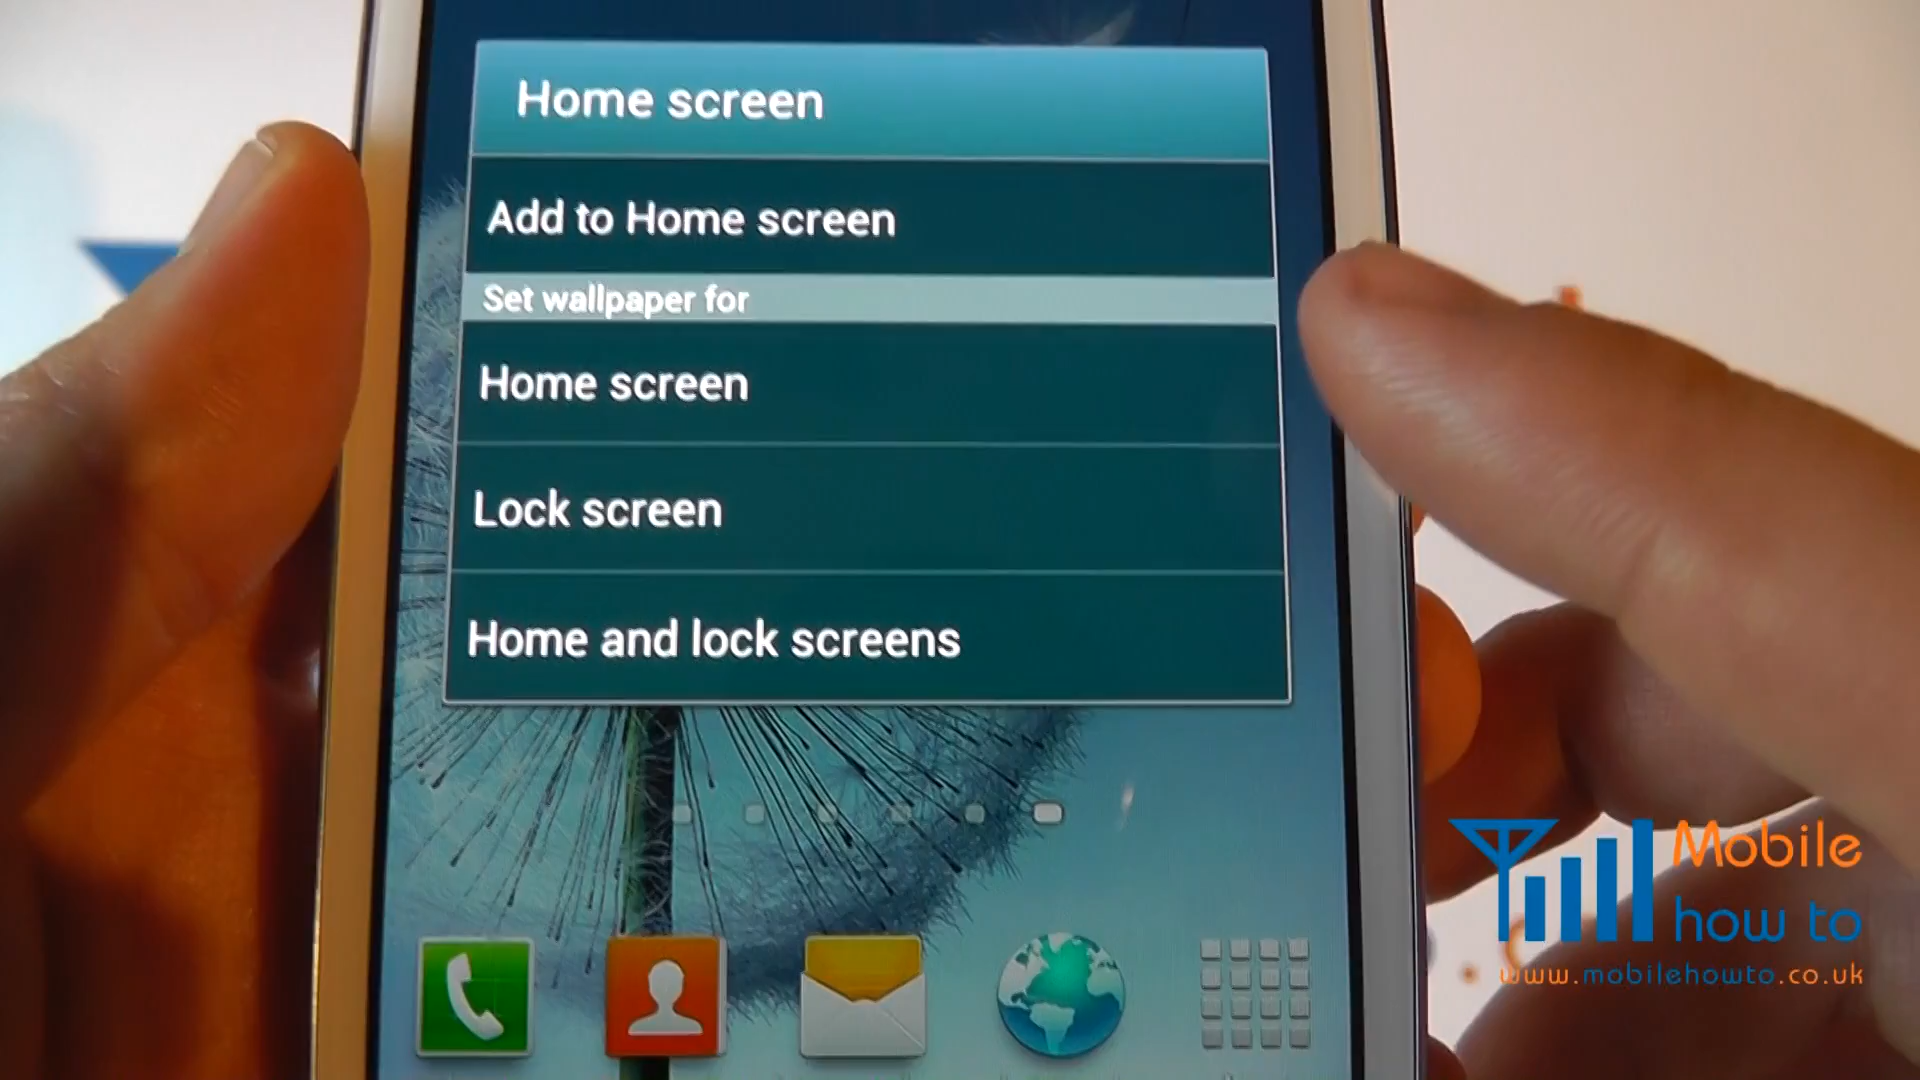 Home screen
Add to Home screen
Set wallpaper for
Home screen
Lock screen
Home and lock screens
Mobile
how to
www.mobilehowto.co.uk